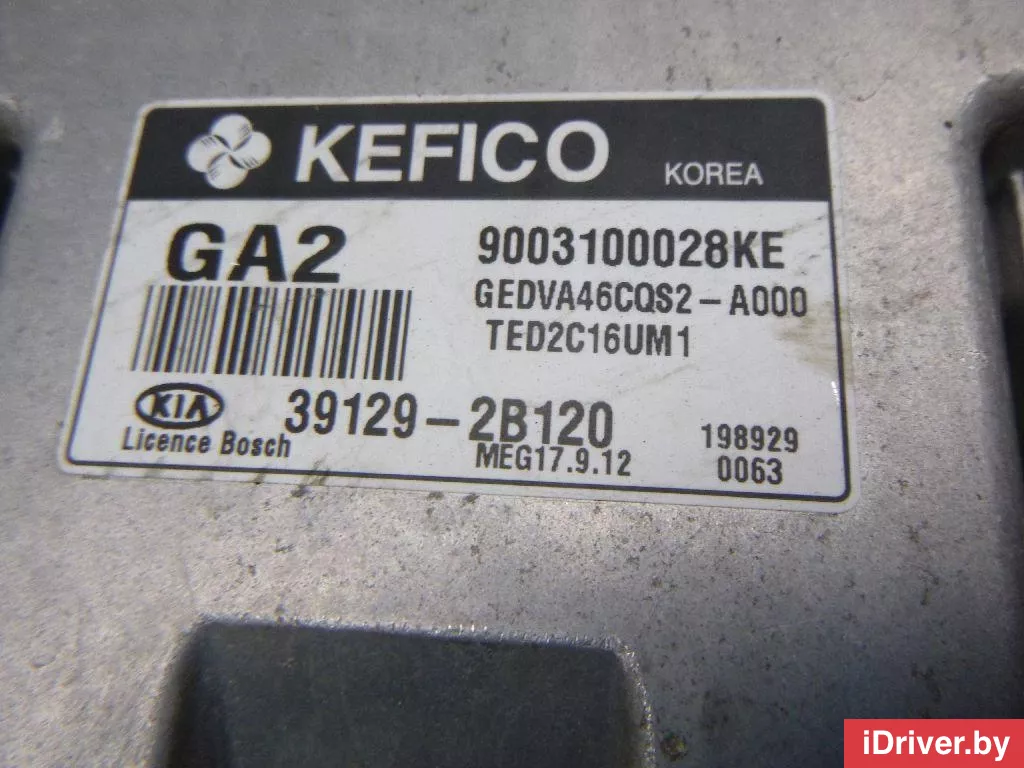 KEFICO KOREA
GA2
9003100028KE
GEDVA46CQS2-A000
TED2C16UM1
KIA 39129-2B120
Licence Bosch
MEG17.9.12
198929
0063
iDriver.by